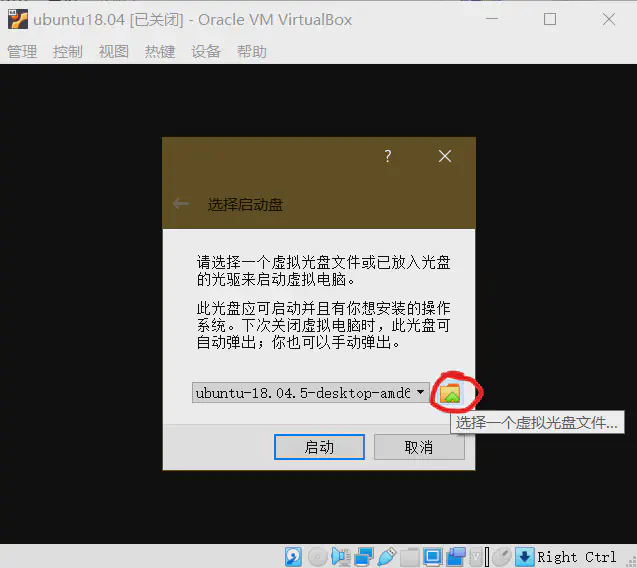 ubuntu18.04 [已关闭] - Oracle VM VirtualBox
管理 控制 视图 热键 设备 帮助
?
选择启动盘
请选择一个虚拟光盘文件或已放入光盘
的光驱来启动虚拟电脑。
此光盘应可启动并且有你想安装的操作
系统。下次关闭虚拟电脑时，此光盘可
自动弹出；你也可以手动弹出。
ubuntu-18.04.5-desktop-amd6
选择一个虚拟光盘文件...
启动 取消
Right Ctrl